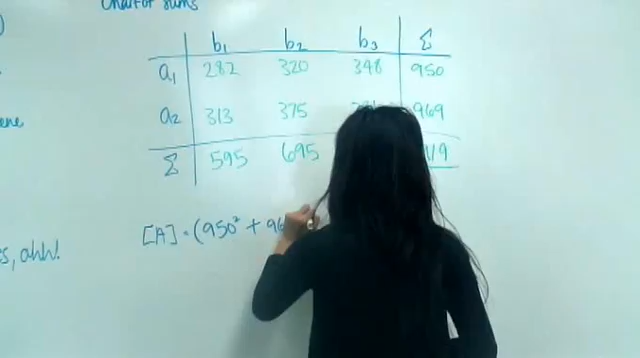 Chart of sums
b1 b2 b3 Σ
a1 282 320 348 950
a2 313 375 969
Σ 595 695 19
ene
[A] = (950² + 96
s, ahh!